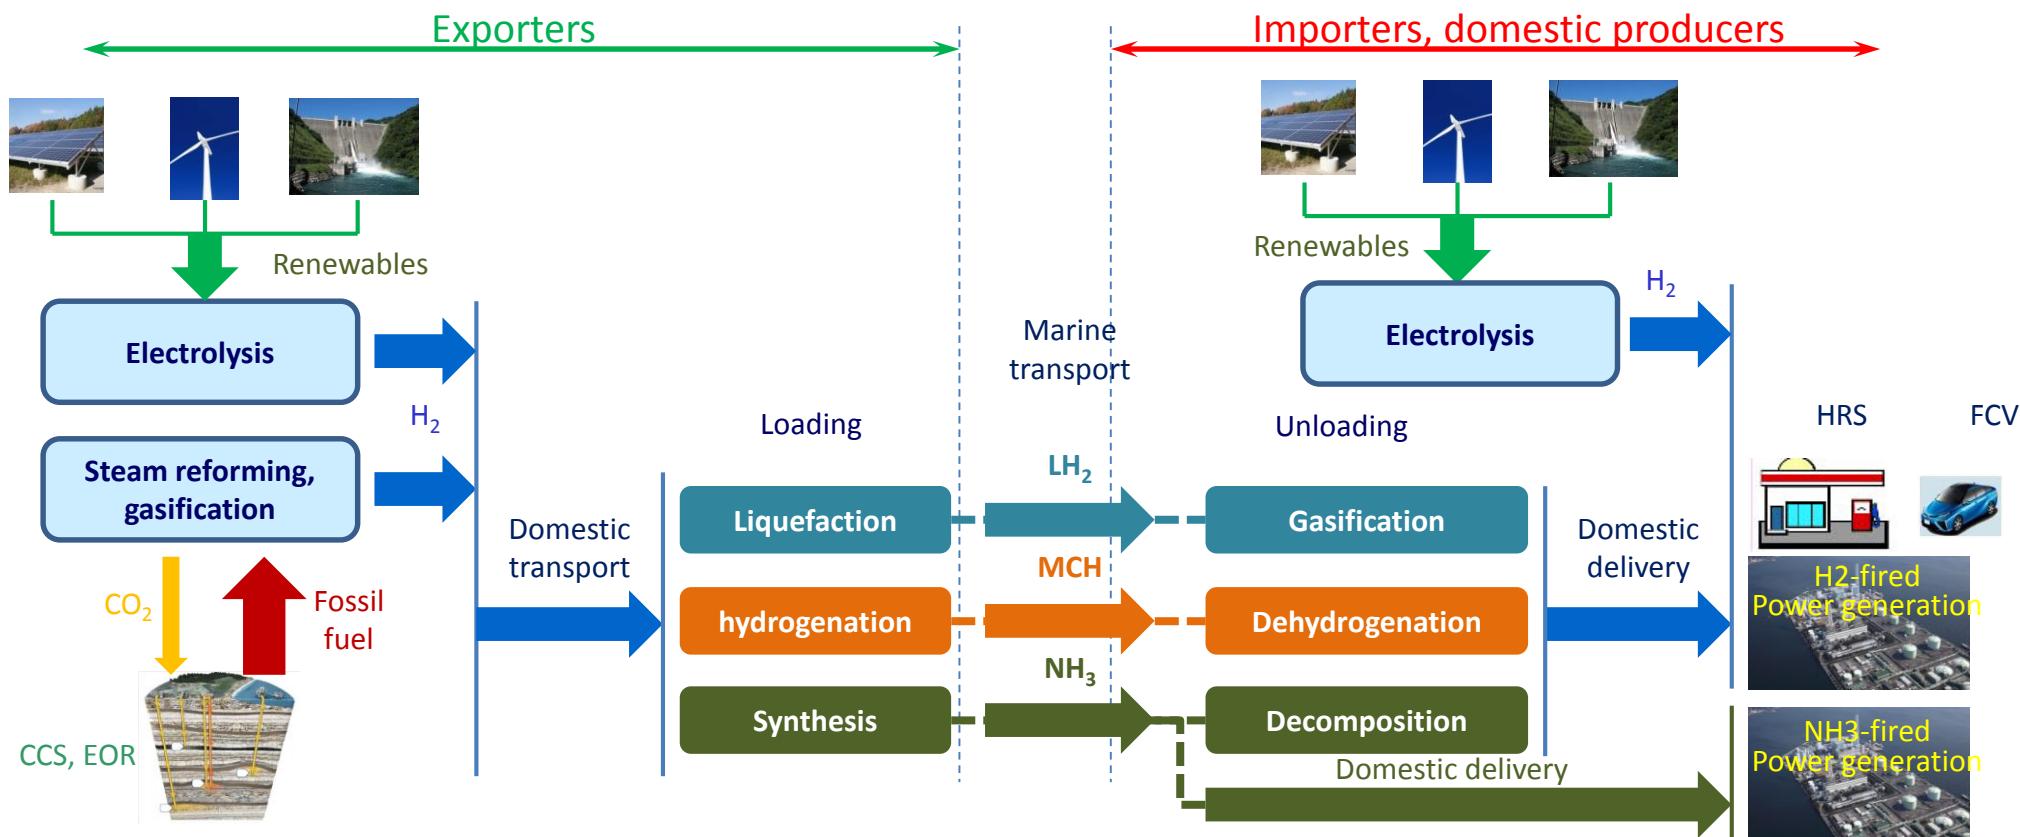 Exporters
Importers, domestic producers
Renewables
Renewables
Electrolysis
H₂
Electrolysis
H₂
Marine
transport
Steam reforming,
gasification
Loading
Unloading
HRS
FCV
LH₂
Liquefaction
Gasification
Domestic
transport
Domestic
delivery
CO₂
Fossil
fuel
MCH
hydrogenation
Dehydrogenation
H2-fired
Power generation
NH₃
Synthesis
Decomposition
CCS, EOR
Domestic delivery
NH3-fired
Power generation